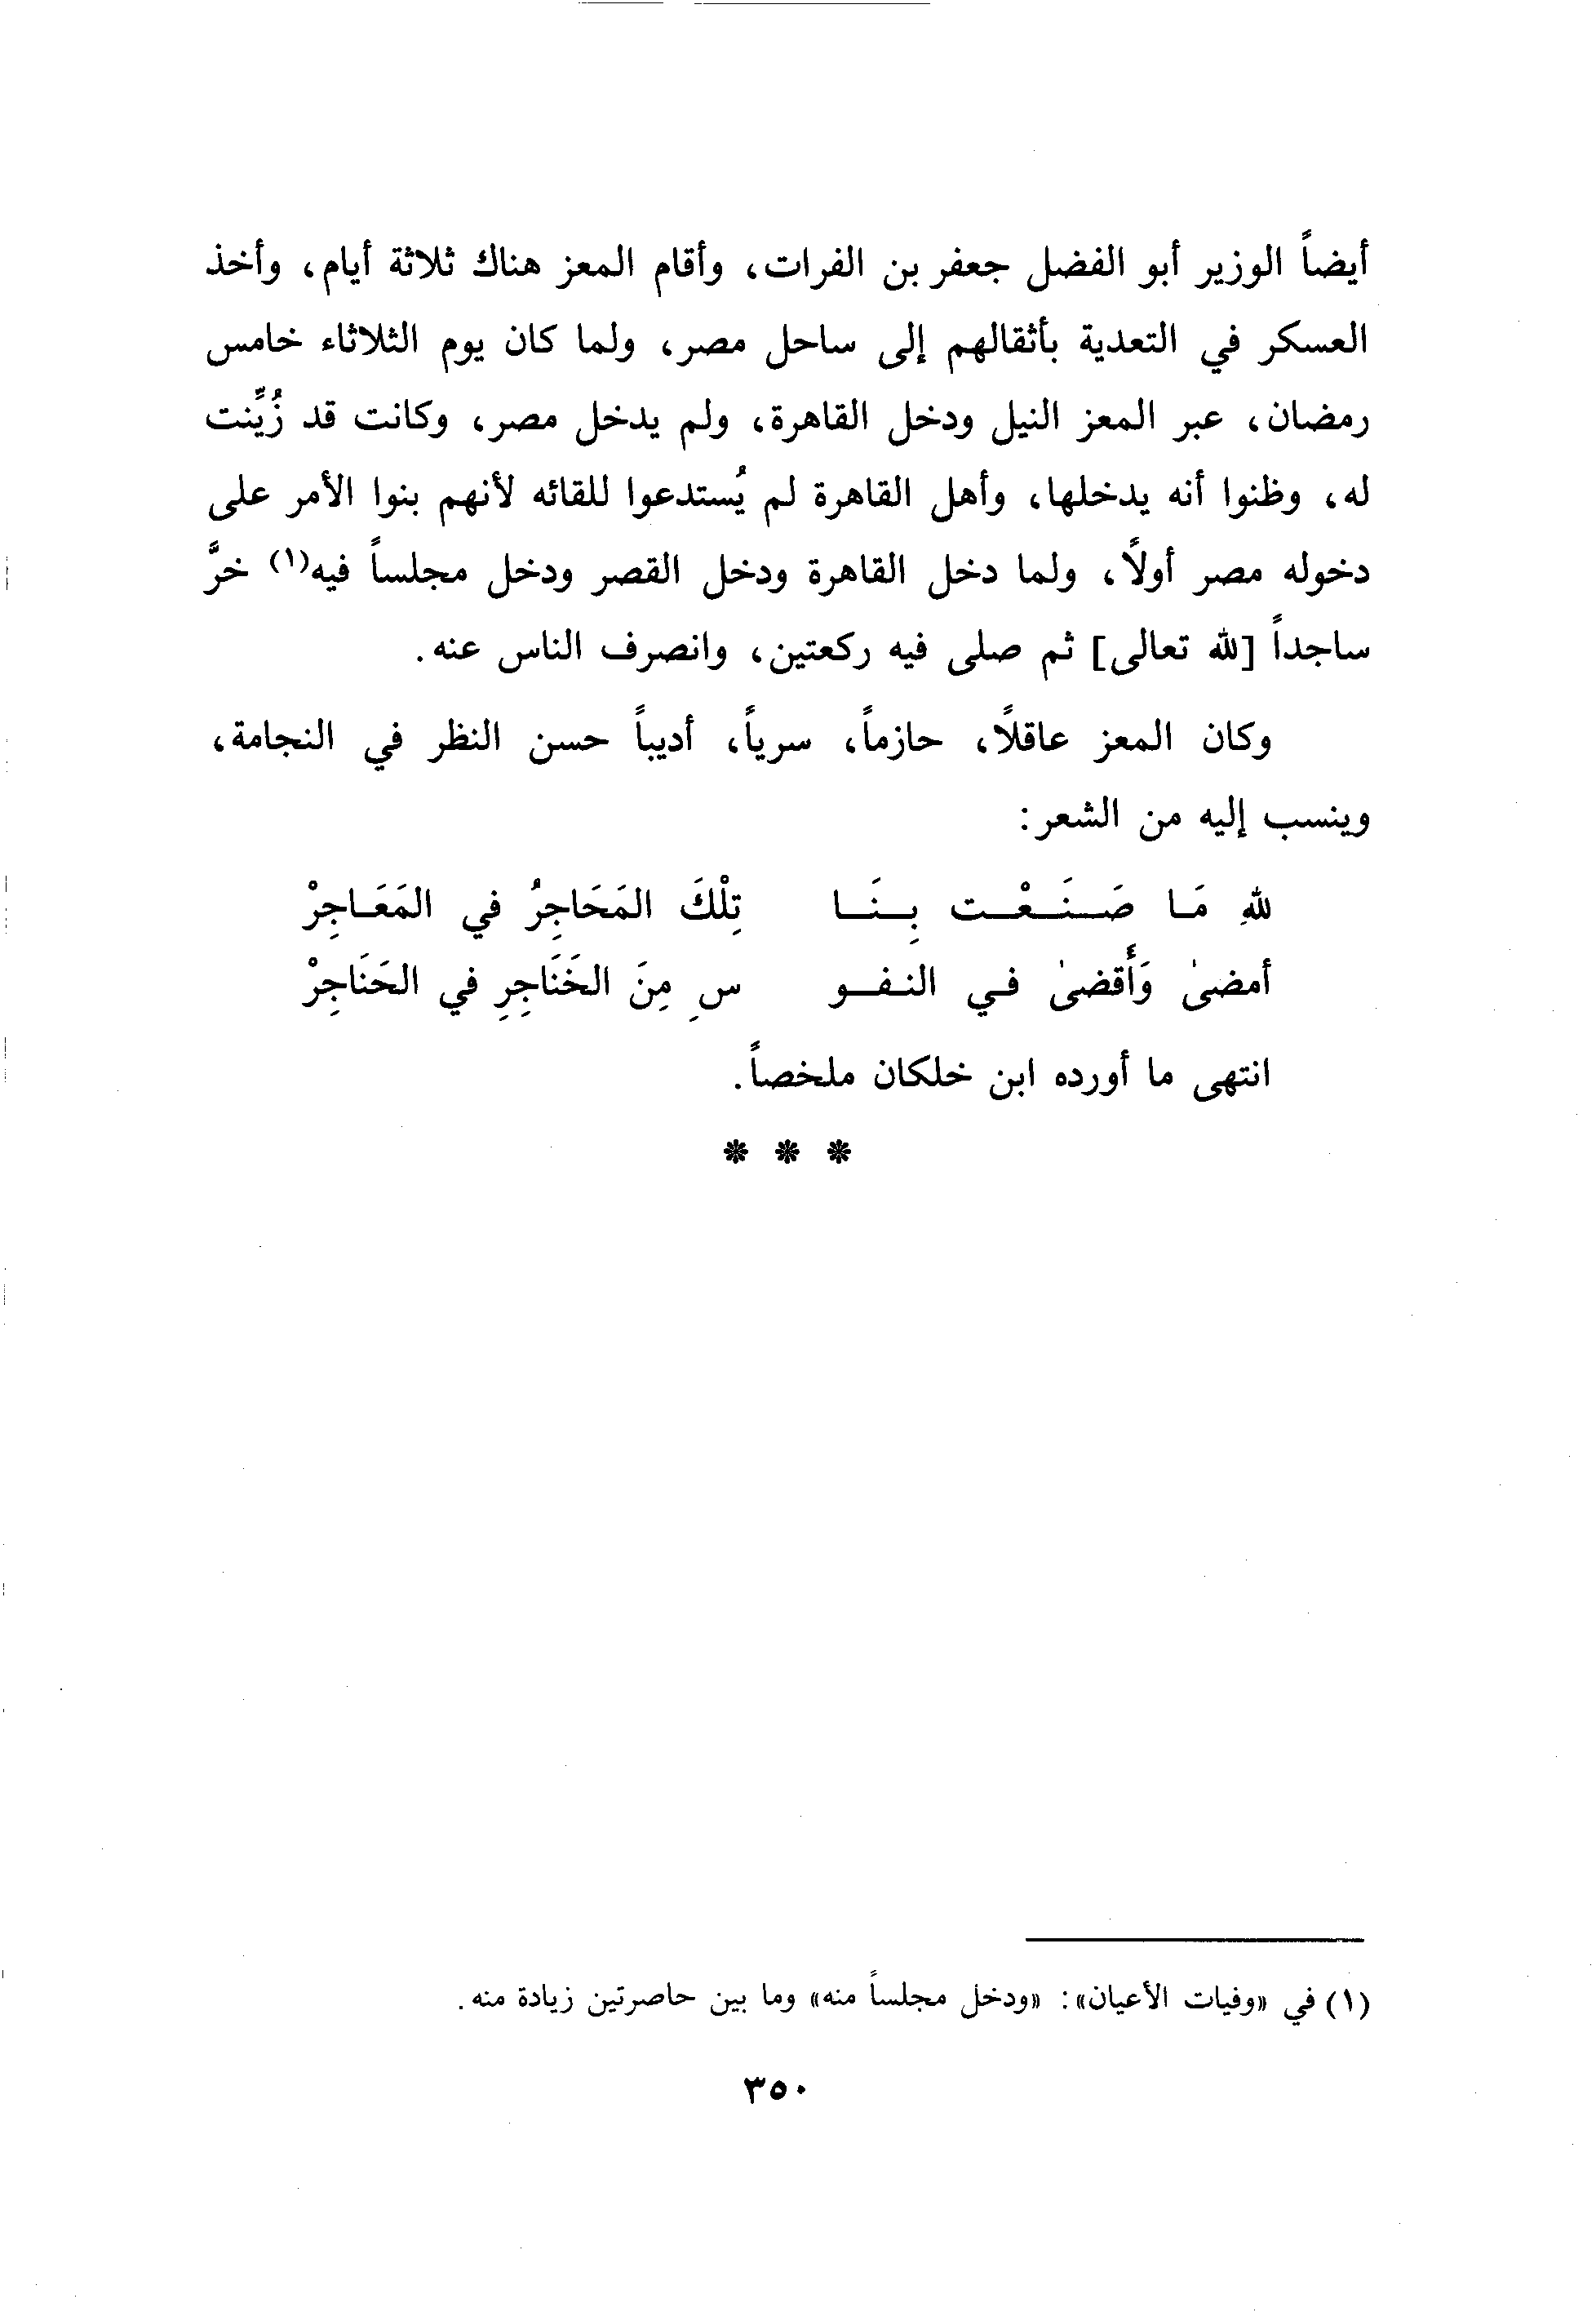 أيضاً الوزير أبو الفضل جعفر بن الفرات، وأقام المعز هناك ثلاثة أيام، وأخذ
العسكر في التعدية بأثقالهم إلى ساحل مصر، ولما كان يوم الثلاثاء خامس
رمضان، عبر المعز النيل ودخل القاهرة، ولم يدخل مصر، وكانت قد زُيِّنت
له، وظنوا أنه يدخلها، وأهل القاهرة لم يُستدعوا للقائه لأنهم بنوا الأمر على
دخوله مصر أولاً، ولما دخل القاهرة ودخل القصر ودخل مجلساً فيه(١) خرَّ
ساجداً [لله تعالى] ثم صلى فيه ركعتين، وانصرف الناس عنه.
وكان المعز عاقلاً، حازماً، سرياً، أديباً حسن النظر في النجامة،
وينسب إليه من الشعر:
للهِ مَا صَنَعْت بِنَا تِلْكَ المَحَاجِرُ في المَعَاجِرْ
أمضىٰ وَأَقضىٰ في النفو سِ مِنَ الخَنَاجِرِ في الحَنَاجِرْ
انتهى ما أورده ابن خلكان ملخصاً.
* * *
(١) في «وفيات الأعيان»: «ودخل مجلساً منه» وما بين حاصرتين زيادة منه.
٣٥٠